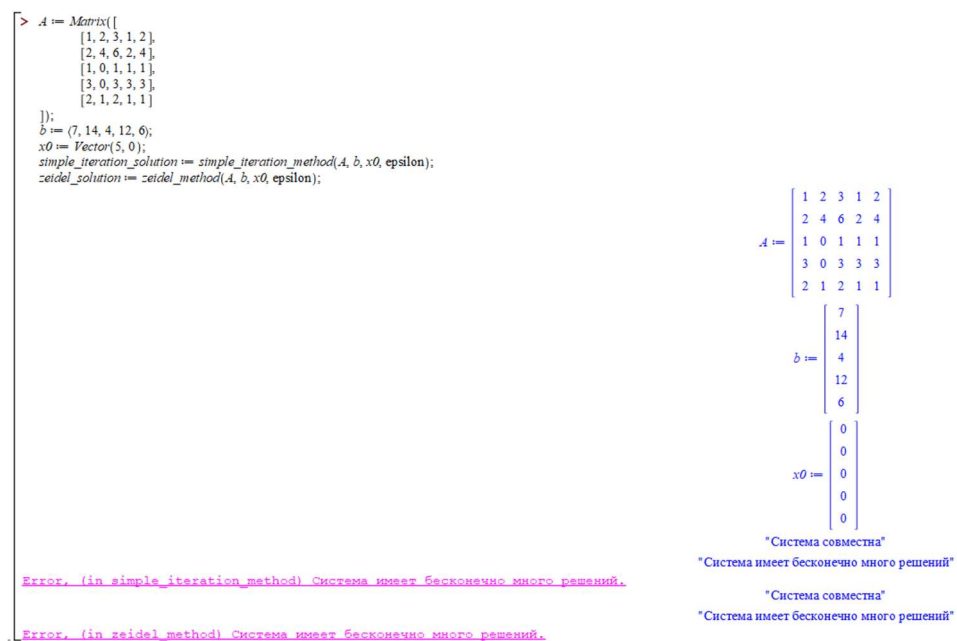 > A := Matrix([
[1, 2, 3, 1, 2],
[2, 4, 6, 2, 4],
[1, 0, 1, 1, 1],
[3, 0, 3, 3, 3],
[2, 1, 2, 1, 1]
]);
b := ⟨7, 14, 4, 12, 6⟩;
x0 := Vector(5, 0);
simple_iteration_solution := simple_iteration_method(A, b, x0, epsilon);
zeidel_solution := zeidel_method(A, b, x0, epsilon);
1 2 3 1 2
2 4 6 2 4
A := 1 0 1 1 1
3 0 3 3 3
2 1 2 1 1
7
14
b := 4
12
6
0
0
x0 := 0
0
0
"Система совместна"
"Система имеет бесконечно много решений"
Error, (in simple_iteration_method) Система имеет бесконечно много решений.
"Система совместна"
"Система имеет бесконечно много решений"
Error, (in zeidel_method) Система имеет бесконечно много решений.